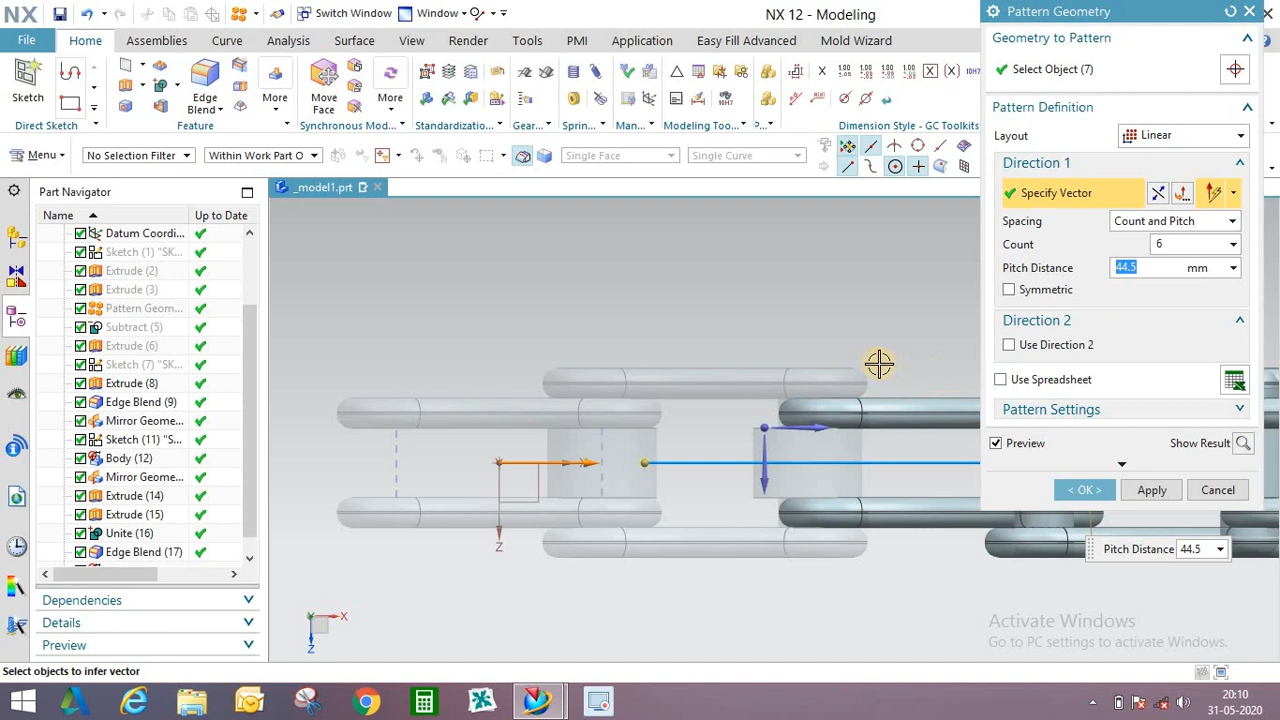 NX
Switch Window
Window
NX 12 - Modeling
Pattern Geometry
File
Home
Assemblies
Curve
Analysis
Surface
View
Render
Tools
PMI
Application
Easy Fill Advanced
Mold Wizard
Sketch
Edge
Blend
More
Move
Face
More
Direct Sketch
Feature
Synchronous Mod...
Standardization...
Gear...
Sprin...
Man...
Modeling Too...
P...
Dimension Style - GC Toolkits
Menu
No Selection Filter
Within Work Part O
Single Face
Single Curve
Part Navigator
_model1.prt
Name
Up to Date
Datum Coordi...
Sketch (1) "SK...
Extrude (2)
Extrude (3)
Pattern Geom...
Subtract (5)
Extrude (6)
Sketch (7) "SK...
Extrude (8)
Edge Blend (9)
Mirror Geome...
Sketch (11) "S...
Body (12)
Mirror Geome...
Extrude (14)
Extrude (15)
Unite (16)
Edge Blend (17)
Dependencies
Details
Preview
Geometry to Pattern
Select Object (7)
Pattern Definition
Layout
Linear
Direction 1
Specify Vector
Spacing
Count and Pitch
Count
6
Pitch Distance
44.5
mm
Symmetric
Direction 2
Use Direction 2
Use Spreadsheet
Pattern Settings
Preview
Show Result
< OK >
Apply
Cancel
Pitch Distance
44.5
Z
Y
X
Z
Activate Windows
Go to PC settings to activate Windows.
Select objects to infer vector
20:10
31-05-2020